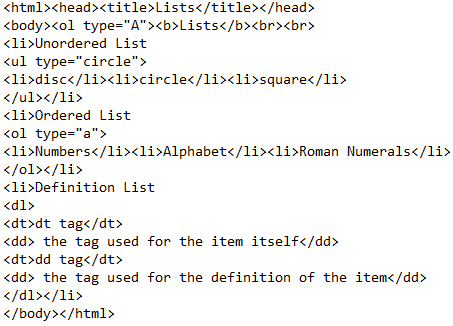 <html><head><title>Lists</title></head>
<body><ol type="A"><b>Lists</b><br><br>
<li>Unordered List
<ul type="circle">
<li>disc</li><li>circle</li><li>square</li>
</ul></li>
<li>Ordered List
<ol type="a">
<li>Numbers</li><li>Alphabet</li><li>Roman Numerals</li>
</ol></li>
<li>Definition List
<dl>
<dt>dt tag</dt>
<dd> the tag used for the item itself</dd>
<dt>dd tag</dt>
<dd> the tag used for the definition of the item</dd>
</dl></li>
</body></html>